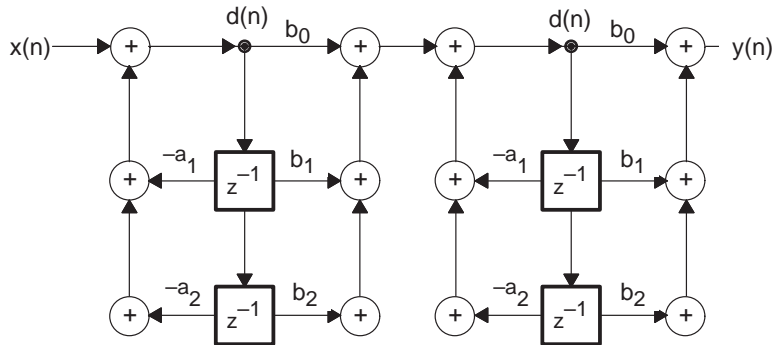 d(n) d(n)
x(n) + b0 + + b0 + y(n)
+ –a1 z–1 b1 + + –a1 z–1 b1 +
+ –a2 z–1 b2 + + –a2 z–1 b2 +